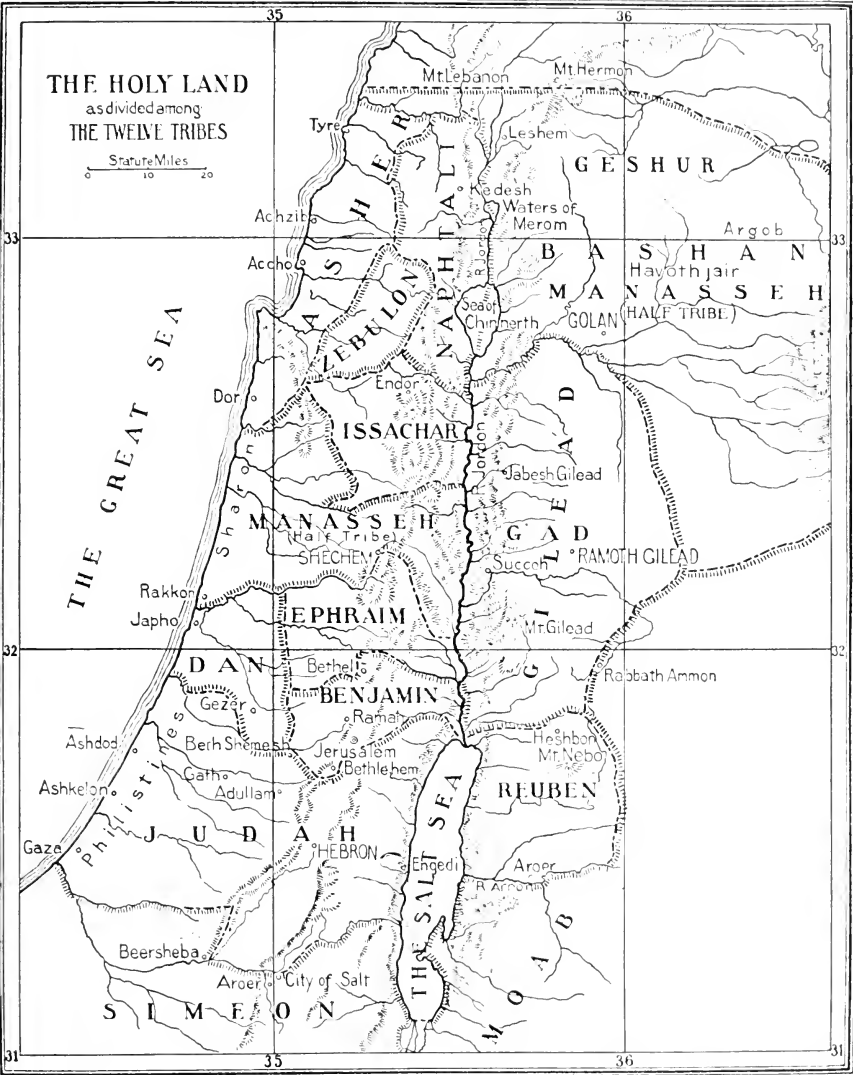 35
36
THE HOLY LAND
as divided among
THE TWELVE TRIBES
Statute Miles
0 10 20
Mt. Lebanon
Mt. Hermon
Tyre
Leshem
GESHUR
ASHER
NAPHTALI
Kedesh
Waters of
Merom
Achzib
33
33
Argob
BASHAN
Accho
R. Jordon
Havoth Jair
MANASSEH
(HALF TRIBE)
Sea of
Chinnerth
GOLAN
ZEBULON
THE GREAT SEA
Endor
Dor
ISSACHAR
R. Jordon
Jabesh Gilead
GILEAD
Sharon
MANASSEH
(Half Tribe)
SHECHEM
GAD
RAMOTH GILEAD
Succoh
Rakkon
Japho
EPHRAIM
Mt. Gilead
32
32
DAN
Bethel
Rabbath Ammon
BENJAMIN
Gezer
Ramah
Ashdod
Beth Shemesh
Jerusalem
Heshbon
Mt. Nebo
Gath
Bethlehem
Ashkelon
Adullam
REUBEN
Philistines
JUDAH
Gaza
HEBRON
Engedi
Aroer
R. Arnon
THE SALT SEA
Beersheba
MOAB
Aroer
City of Salt
SIMEON
31
35
36
31